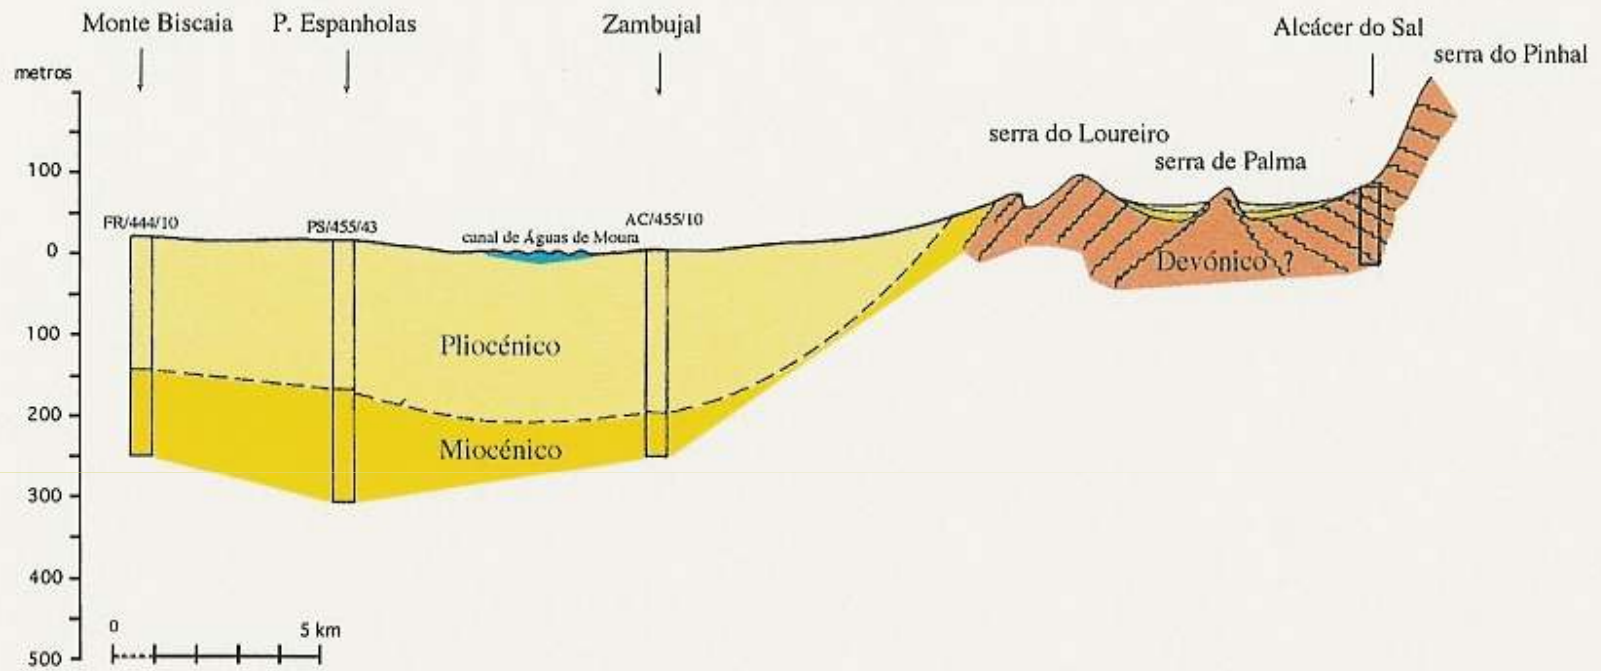 Monte Biscaia P. Espanholas Zambujal Alcácer do Sal
serra do Pinhal
metros
serra do Loureiro
serra de Palma
100
FR/444/10 PS/455/43 canal de Águas de Moura AC/455/10
0
Devónico ?
100
Pliocénico
200
Miocénico
300
400
0 5 km
500